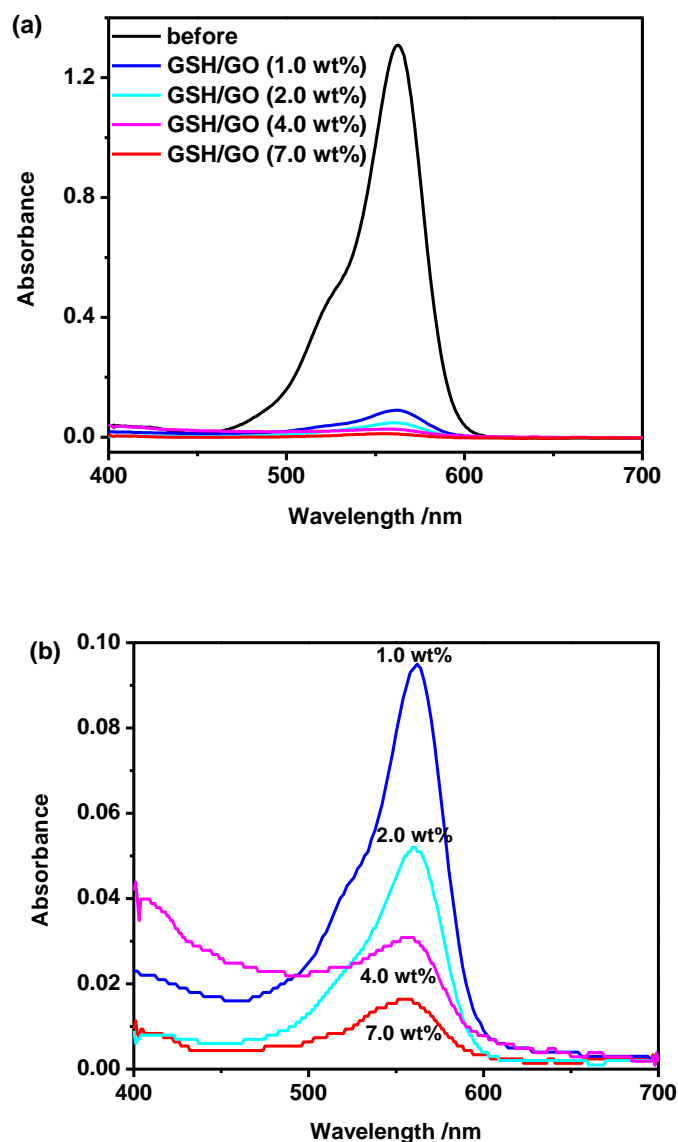 (a)
before
GSH/GO (1.0 wt%)
GSH/GO (2.0 wt%)
GSH/GO (4.0 wt%)
GSH/GO (7.0 wt%)
1.2
0.8
0.4
0.0
Absorbance
400 500 600 700
Wavelength /nm
(b)
0.10
0.08
0.06
0.04
0.02
0.00
Absorbance
1.0 wt%
2.0 wt%
4.0 wt%
7.0 wt%
400 500 600 700
Wavelength /nm